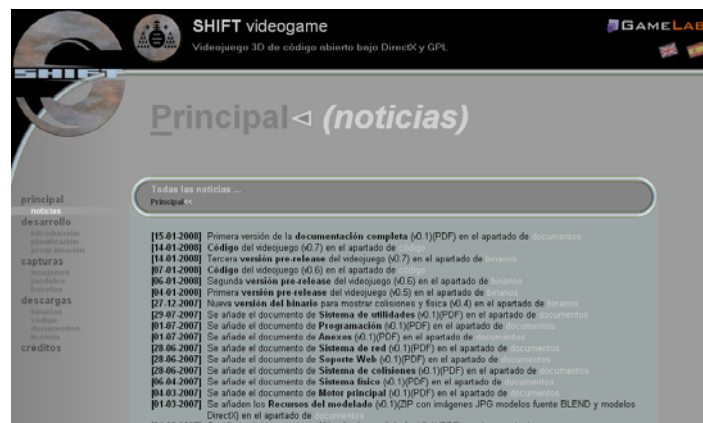 SHIFT videogame
Videojuego 3D de código abierto bajo DirectX y GPL
GAMELAB
SHIFT
Principal (noticias)
Todas las noticias ...
Principal<<
principal
noticias
desarrollo
introducción
planificación
programación
capturas
imagenes
modelos
bocetos
descargas
binarios
código
documentos
licencia
créditos
[15-01-2008] Primera versión de la documentación completa (v0.1)(PDF) en el apartado de documentos
[14-01-2008] Código del videojuego (v0.7) en el apartado de código
[14-01-2008] Tercera versión pre-release del videojuego (v0.7) en el apartado de binarios
[07-01-2008] Código del videojuego (v0.6) en el apartado de código
[06-01-2008] Segunda versión pre-release del videojuego (v0.6) en el apartado de binarios
[04-01-2008] Primera versión pre-release del videojuego (v0.5) en el apartado de binarios
[27-12-2007] Nueva versión del binario para mostrar colisiones y física (v0.4) en el apartado de binarios
[29-07-2007] Se añade el documento de Sistema de utilidades (v0.1)(PDF) en el apartado de documentos
[01-07-2007] Se añade el documento de Programación (v0.1)(PDF) en el apartado de documentos
[01-07-2007] Se añade el documento de Anexos (v0.1)(PDF) en el apartado de documentos
[28-06-2007] Se añade el documento de Sistema de red (v0.1)(PDF) en el apartado de documentos
[28-06-2007] Se añade el documento de Soporte Web (v0.1)(PDF) en el apartado de documentos
[28-06-2007] Se añade el documento de Sistema de colisiones (v0.1)(PDF) en el apartado de documentos
[06-04-2007] Se añade el documento de Sistema físico (v0.1)(PDF) en el apartado de documentos
[04-03-2007] Se añade el documento de Motor principal (v0.1)(PDF) en el apartado de documentos
[01-03-2007] Se añaden los Recursos del modelado (v0.1)(ZIP con imágenes JPG modelos fuente BLEND y modelos
DirectX) en el apartado de documentos